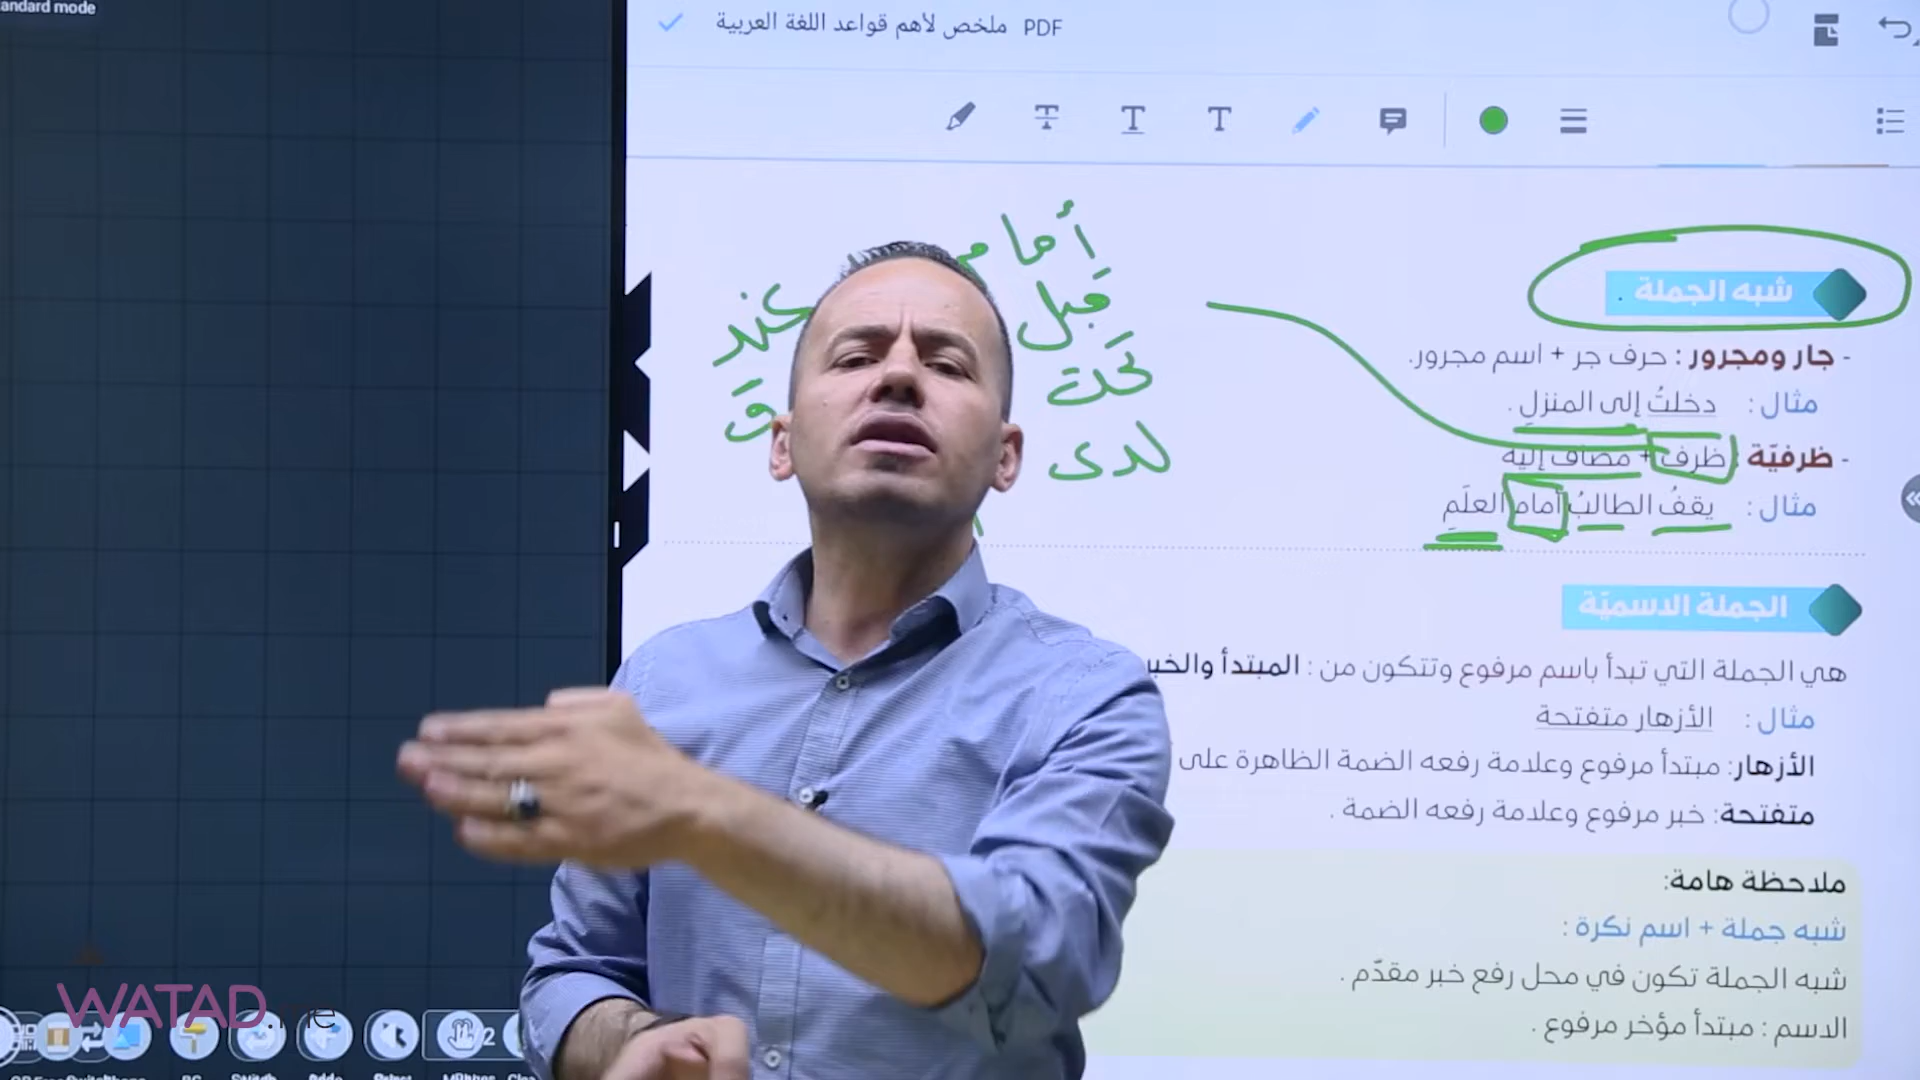 standard mode
ملخص لأهم قواعد اللغة العربية PDF
شبه الجملة
- جار ومجرور : حرف جر + اسم مجرور.
مثال : دخلتُ إلى المنزلِ .
- ظرفيّة : ظرف + مضاف إليه
مثال : يقفُ الطالبُ أمام العلَمِ
أمام
قبل
تحت
لدى
عند
الجملة الاسميّة
هي الجملة التي تبدأ باسم مرفوع وتتكون من : المبتدأ والخبر
مثال : الأزهار متفتحة
الأزهار: مبتدأ مرفوع وعلامة رفعه الضمة الظاهرة على
متفتحة: خبر مرفوع وعلامة رفعه الضمة .
ملاحظة هامة:
شبه جملة + اسم نكرة :
شبه الجملة تكون في محل رفع خبر مقدّم .
الاسم : مبتدأ مؤخر مرفوع .
WATAD.me